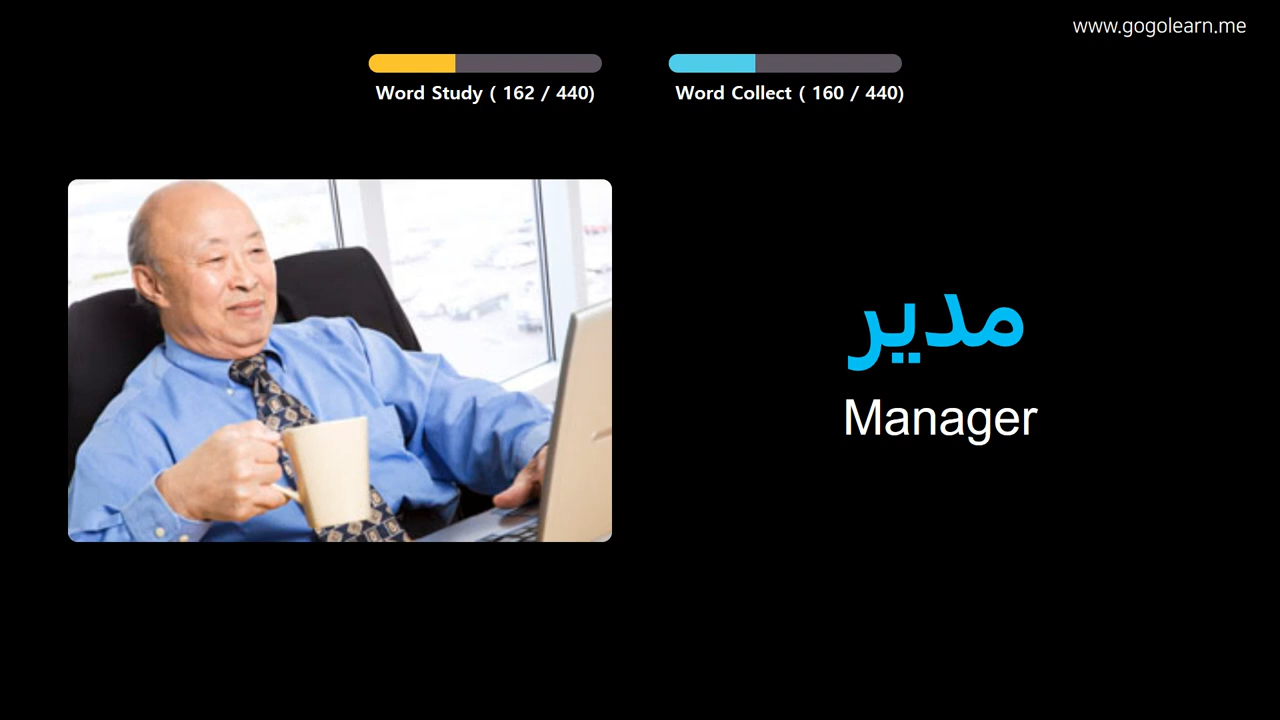 www.gogolearn.me
Word Study ( 162 / 440)
Word Collect ( 160 / 440)
مدير
Manager